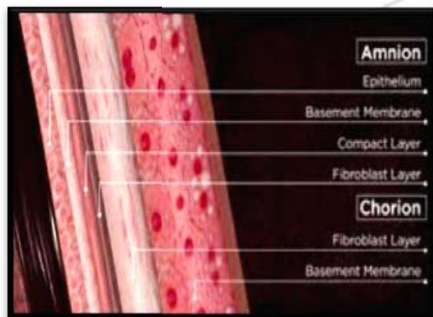 Amnion
Epithelium
Basement Membrane
Compact Layer
Fibroblast Layer
Chorion
Fibroblast Layer
Basement Membrane